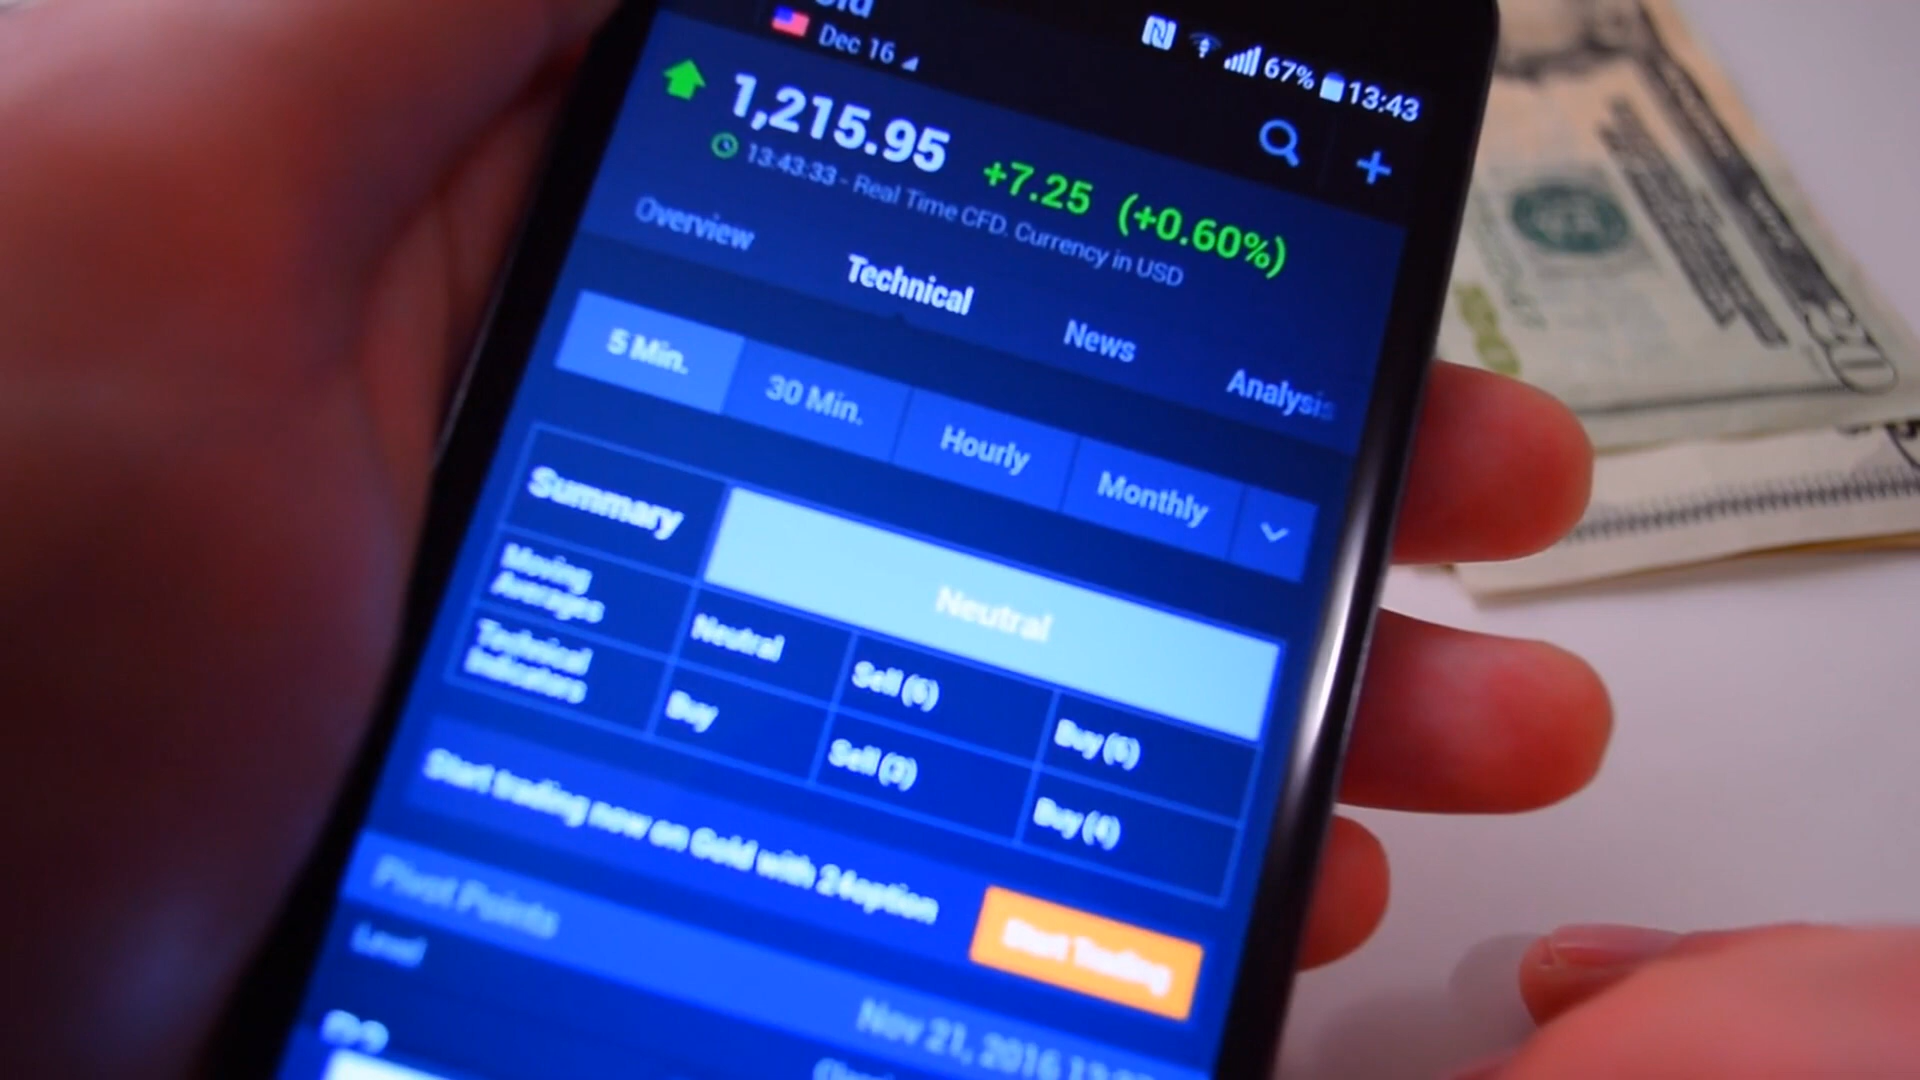 Dec 16
67% 13:43
1,215.95 +7.25 (+0.60%)
13:43:33 - Real Time CFD. Currency in USD
Overview Technical News Analysis
5 Min. 30 Min. Hourly Monthly
Summary Neutral
Moving Averages Neutral Sell (6) Buy (6)
Technical Indicators Buy Sell (2) Buy (4)
Start trading now on Gold with 24option
Start Trading
Pivot Points
Level Nov 21, 2016